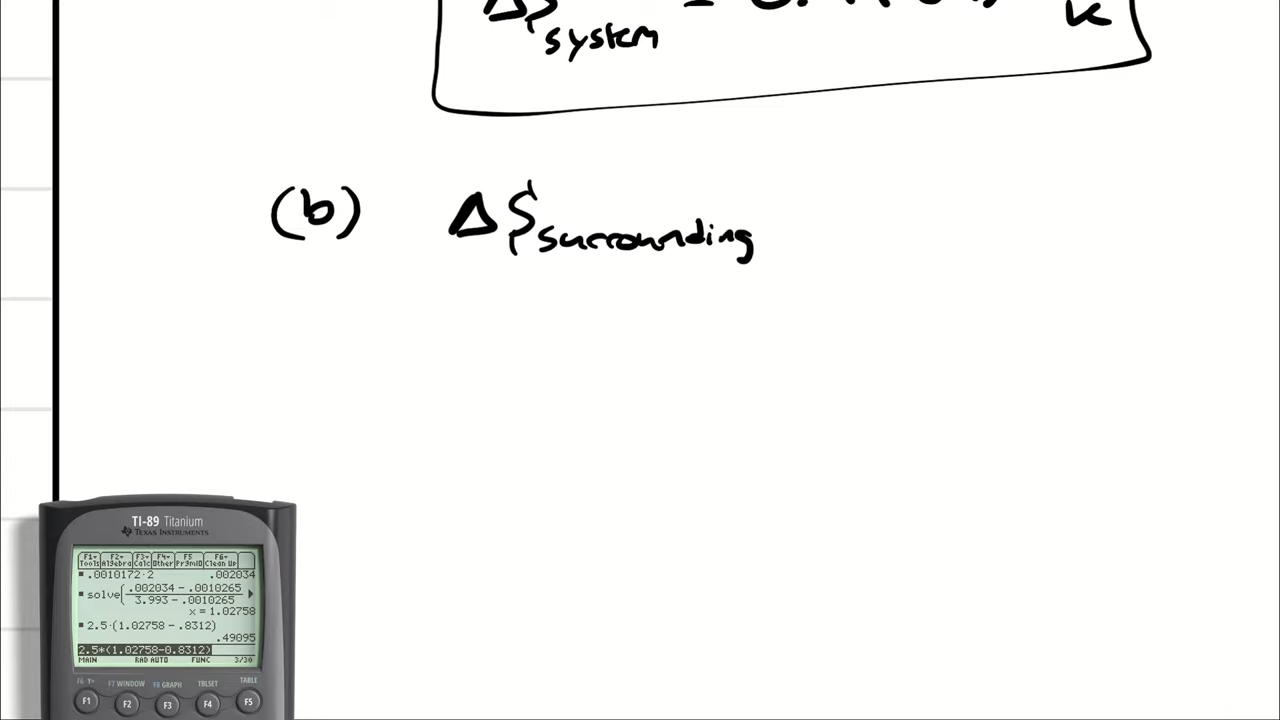 ΔS system = 0. K
(b) ΔS surrounding
TI-89 Titanium
TEXAS INSTRUMENTS
F1▾ F2▾ F3▾ F4▾ F5 F6▾
Tools Algebra Calc Other PrgmIO Clean Up
.0010172·2 .002034
solve( (.002034 - .0010265)/(3.993 - .0010265)
x = 1.02758
2.5·(1.02758 - .8312)
.49095
2.5*(1.02758-0.8312)
MAIN RAD AUTO FUNC 3/30
F6 Y= F7 WINDOW F8 GRAPH TBLSET TABLE
F1 F2 F3 F4 F5